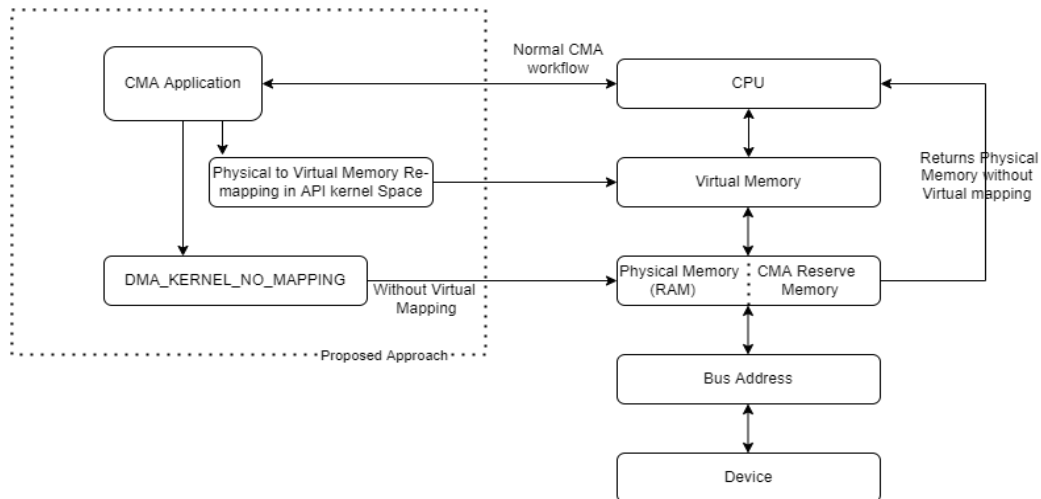 Normal CMA
workflow
CMA Application
CPU
Physical to Virtual Memory Re-
mapping in API kernel Space
Virtual Memory
Returns Physical
Memory without
Virtual mapping
DMA_KERNEL_NO_MAPPING
Without Virtual
Mapping
Physical Memory
(RAM)
CMA Reserve
Memory
Proposed Approach
Bus Address
Device